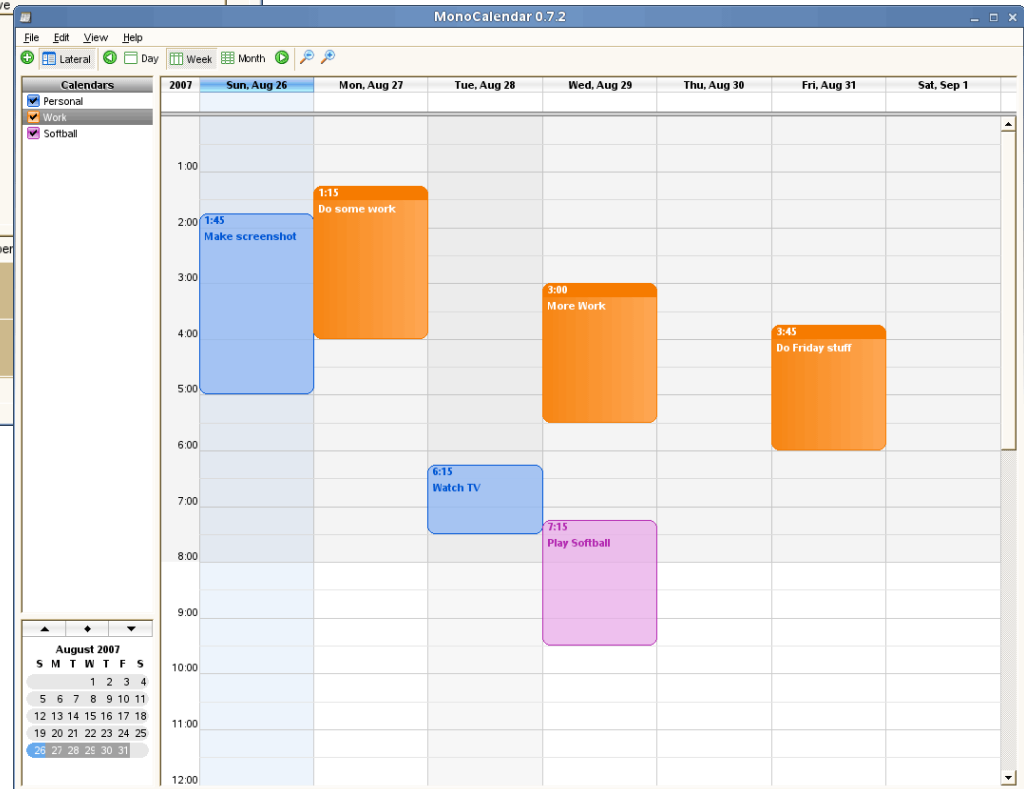 ve
MonoCalendar 0.7.2
File Edit View Help
Lateral Day Week Month
Calendars
Personal
Work
Softball
per
2007 Sun, Aug 26 Mon, Aug 27 Tue, Aug 28 Wed, Aug 29 Thu, Aug 30 Fri, Aug 31 Sat, Sep 1
1:00
2:00
3:00
4:00
5:00
6:00
7:00
8:00
9:00
10:00
11:00
12:00
1:45
Make screenshot
1:15
Do some work
6:15
Watch TV
3:00
More Work
7:15
Play Softball
3:45
Do Friday stuff
August 2007
S M T W T F S
1 2 3 4
5 6 7 8 9 10 11
12 13 14 15 16 17 18
19 20 21 22 23 24 25
26 27 28 29 30 31